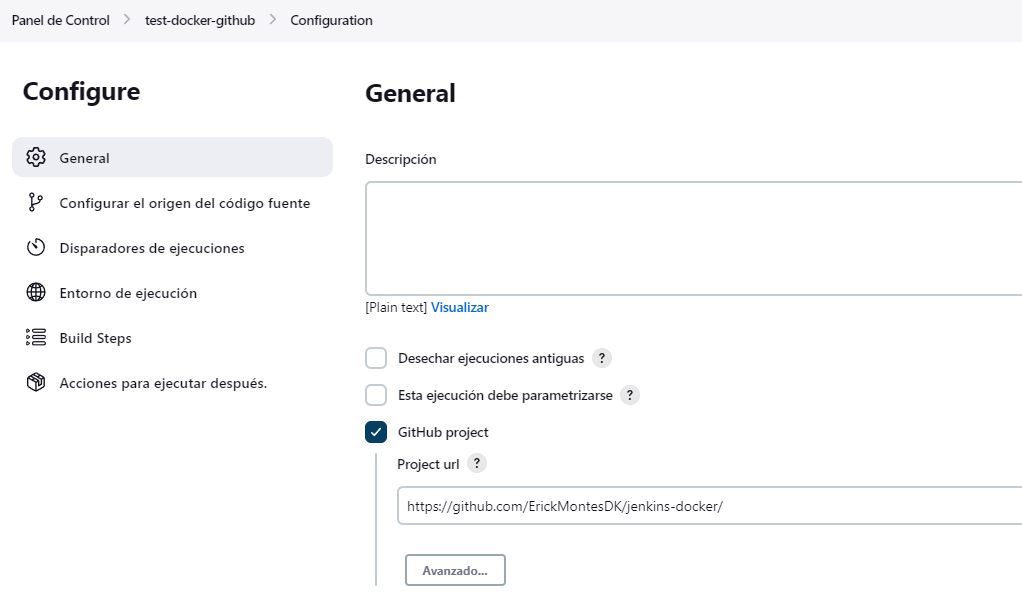 Panel de Control > test-docker-github > Configuration
Configure
General
Configurar el origen del código fuente
Disparadores de ejecuciones
Entorno de ejecución
Build Steps
Acciones para ejecutar después.
General
Descripción
[Plain text] Visualizar
Desechar ejecuciones antiguas ?
Esta ejecución debe parametrizarse ?
GitHub project
Project url ?
https://github.com/ErickMontesDK/jenkins-docker/
Avanzado...